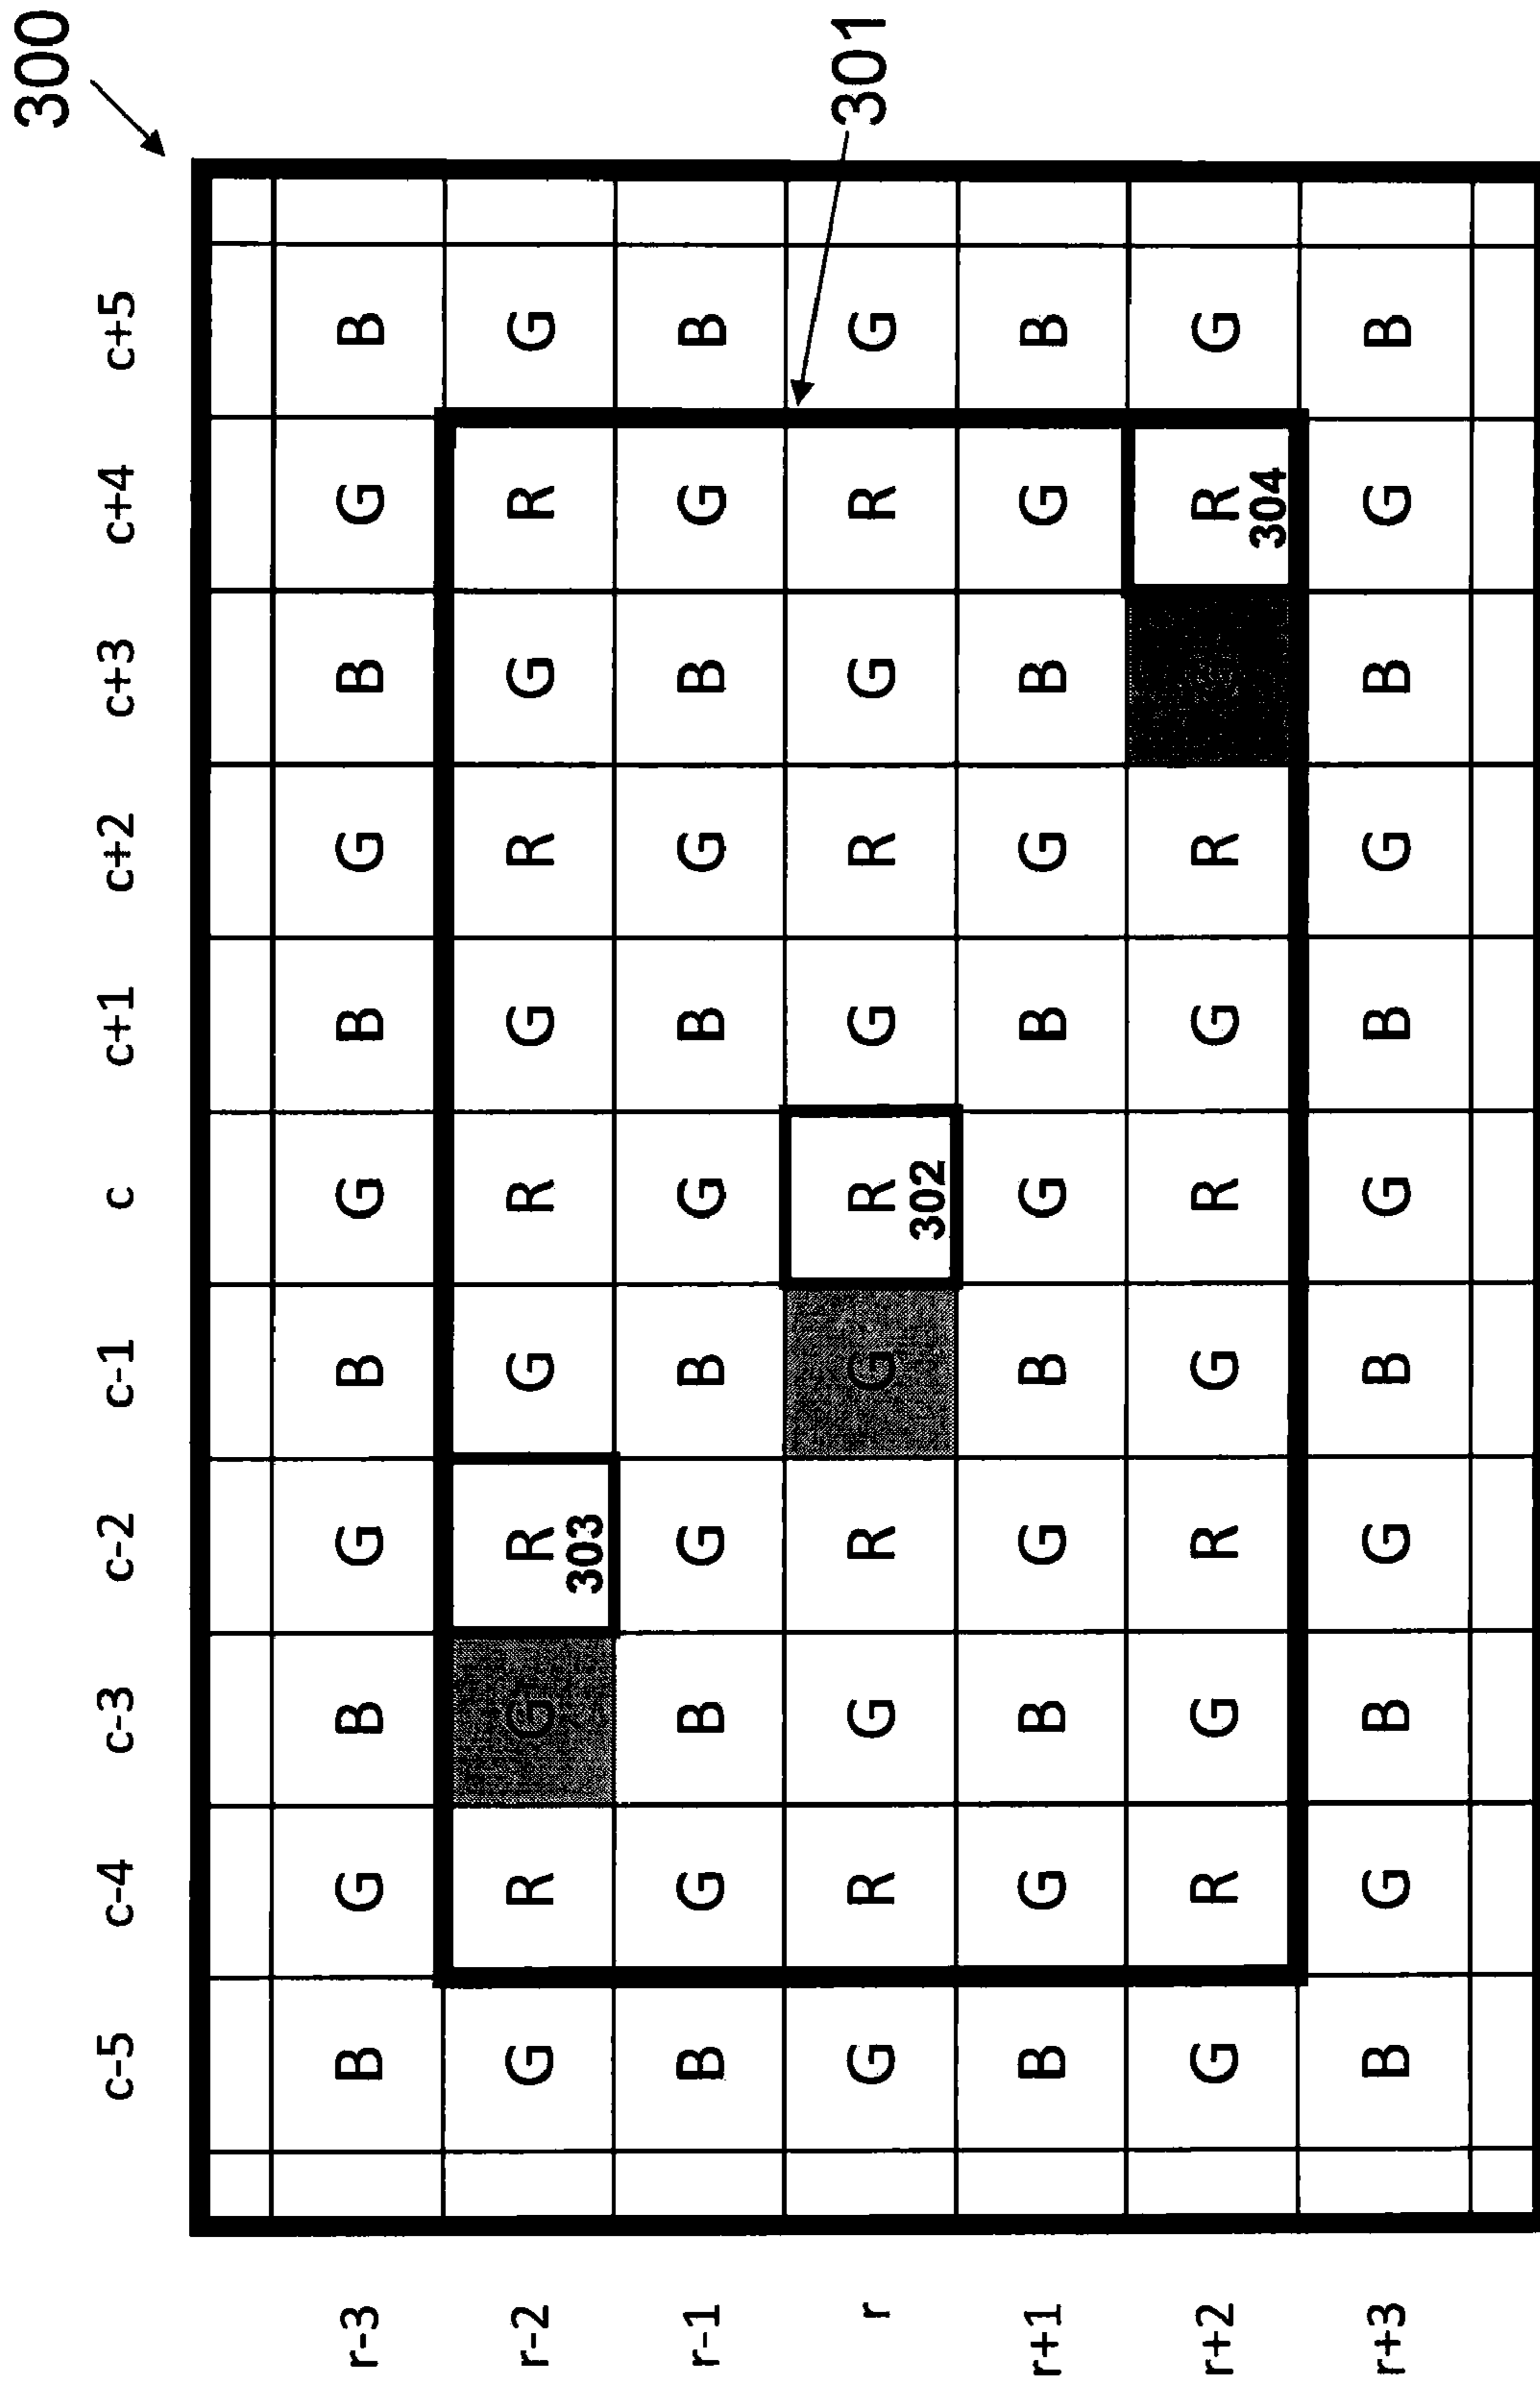 300
c-5 c-4 c-3 c-2 c-1 c c+1 c+2 c+3 c+4 c+5
r-3 B G B G B G B G B G B
r-2 G R G R G R G R G R G
303
r-1 B G B G B G B G B G B
r G R G R G R G R G R G 301
302
r+1 B G B G B G B G B G B
r+2 G R G R G R G R R G
304
r+3 B G B G B G B G B G B